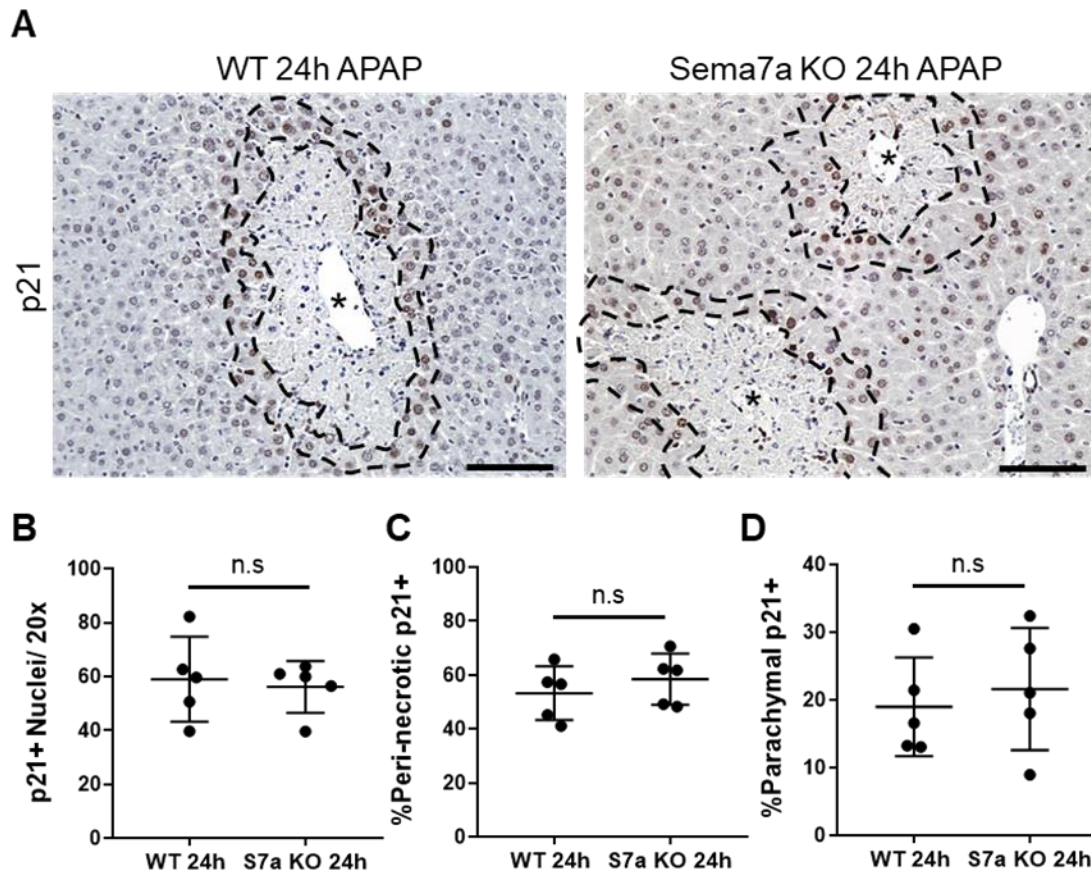 A
WT 24h APAP
Sema7a KO 24h APAP
p21
*
*
*
B
p21+ Nuclei/ 20x
100
80
60
40
20
0
n.s
WT 24h
S7a KO 24h
C
%Peri-necrotic p21+
100
80
60
40
20
0
n.s
WT 24h
S7a KO 24h
D
%Parachymal p21+
40
30
20
10
0
n.s
WT 24h
S7a KO 24h